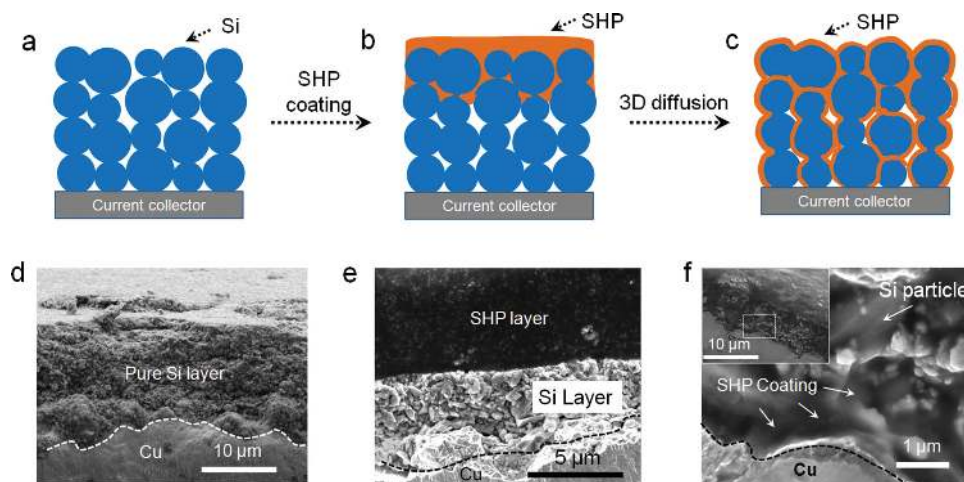 a
Si
Current collector
SHP
coating
b
SHP
Current collector
3D diffusion
c
SHP
Current collector
d
Pure Si layer
Cu
10 µm
e
SHP layer
Si Layer
Cu
5 µm
f
10 µm
Si particle
SHP Coating
Cu
1 µm